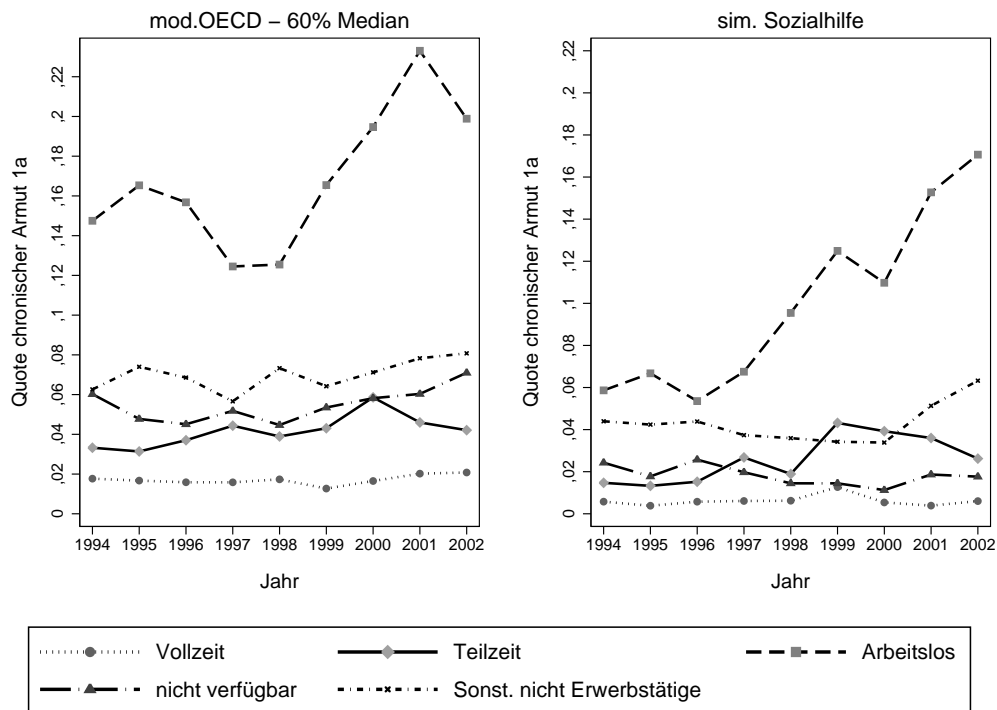 mod.OECD – 60% Median
Quote chronischer Armut 1a
0 ,02 ,04 ,06 ,08 ,1 ,12 ,14 ,16 ,18 ,2 ,22
1994 1995 1996 1997 1998 1999 2000 2001 2002
Jahr
sim. Sozialhilfe
Quote chronischer Armut 1a
0 ,02 ,04 ,06 ,08 ,1 ,12 ,14 ,16 ,18 ,2 ,22
1994 1995 1996 1997 1998 1999 2000 2001 2002
Jahr
Vollzeit Teilzeit Arbeitslos
nicht verfügbar Sonst. nicht Erwerbstätige